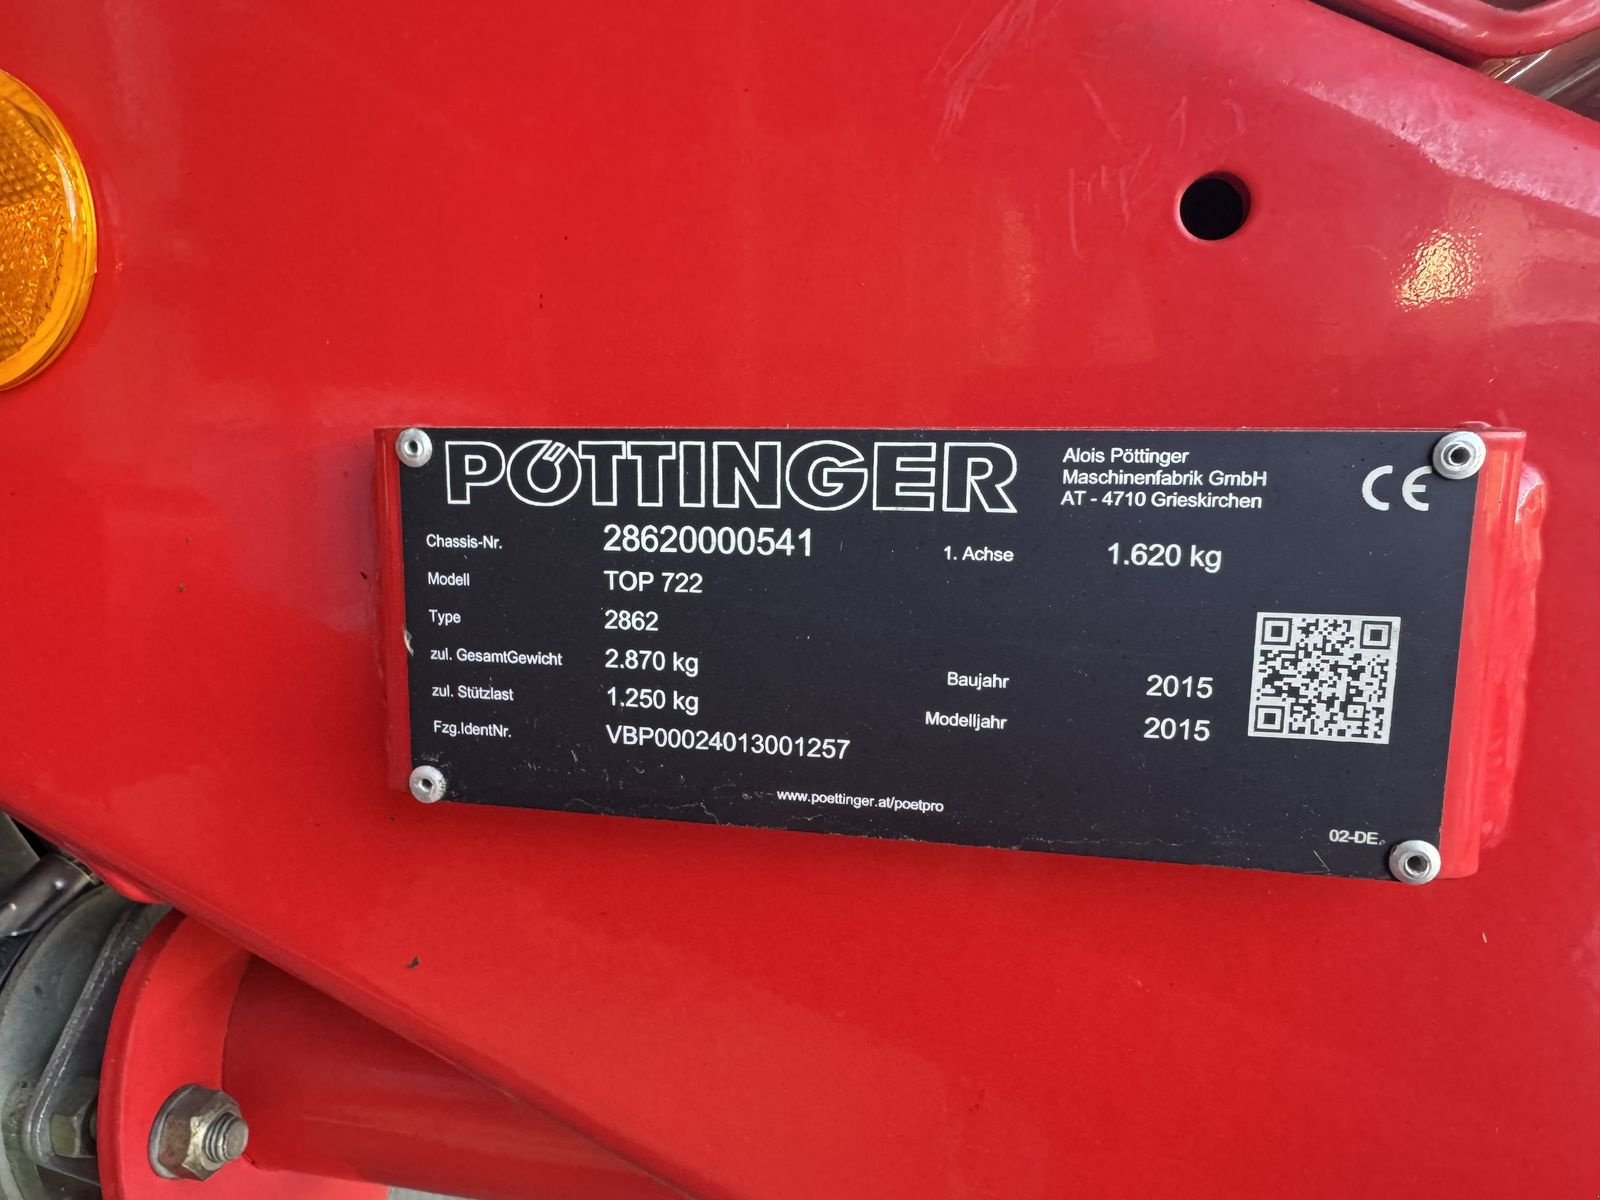 PÖTTINGER
Alois Pöttinger
Maschinenfabrik GmbH
AT - 4710 Grieskirchen
CE
Chassis-Nr. 28620000541 1. Achse 1.620 kg
Modell TOP 722
Type 2862
zul. GesamtGewicht 2.870 kg
zul. Stützlast 1.250 kg Baujahr 2015
Fzg.IdentNr. VBP00024013001257 Modelljahr 2015
www.poettinger.at/poetpro
02-DE.